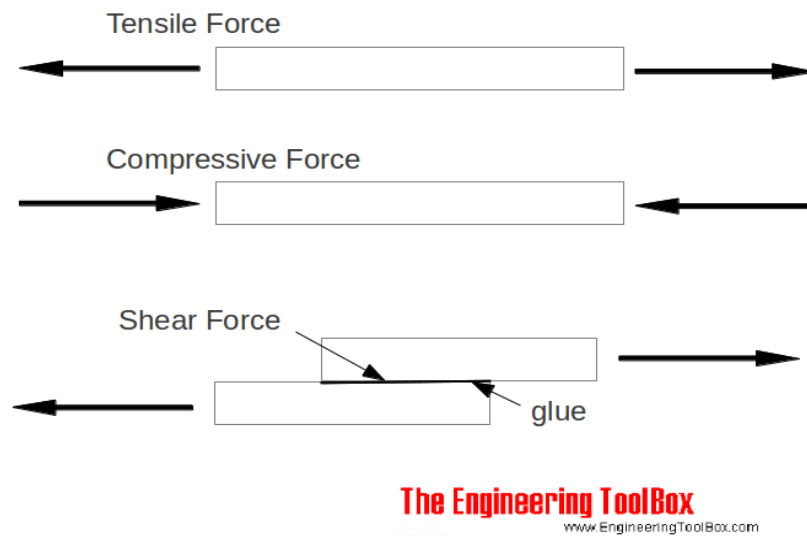 Tensile Force
Compressive Force
Shear Force
glue
The Engineering ToolBox
www.EngineeringToolBox.com